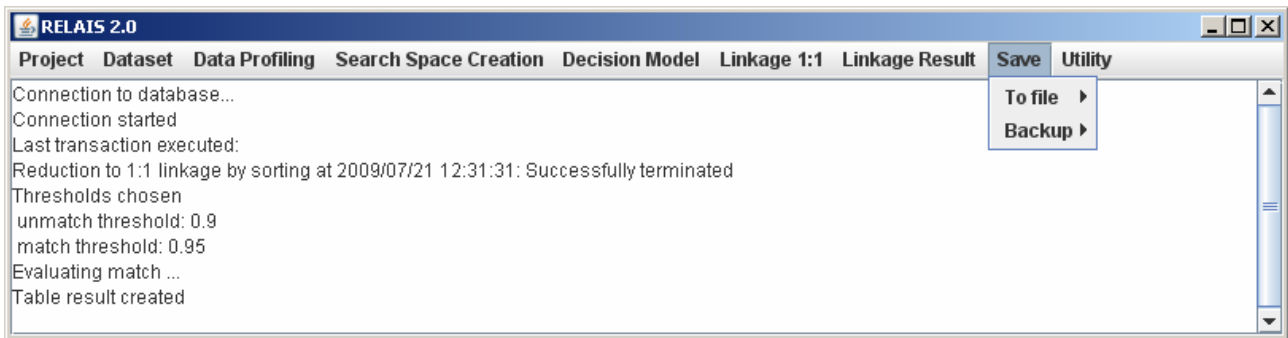 RELAIS 2.0
Project Dataset Data Profiling Search Space Creation Decision Model Linkage 1:1 Linkage Result Save Utility
To file
Backup
Connection to database...
Connection started
Last transaction executed:
Reduction to 1:1 linkage by sorting at 2009/07/21 12:31:31: Successfully terminated
Thresholds chosen
unmatch threshold: 0.9
match threshold: 0.95
Evaluating match ...
Table result created